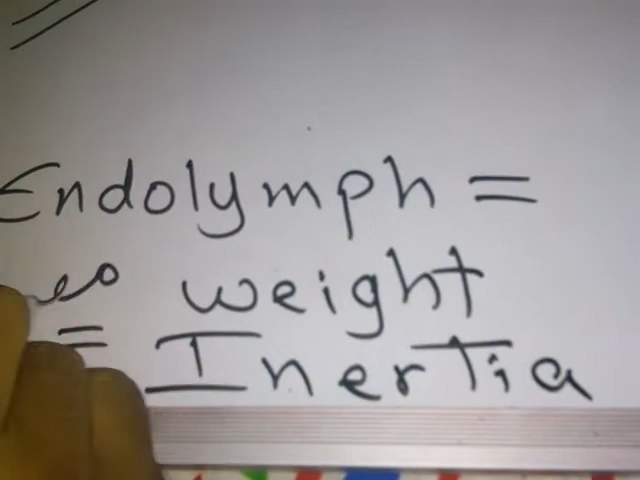 Endolymph =
weight
= Inertia